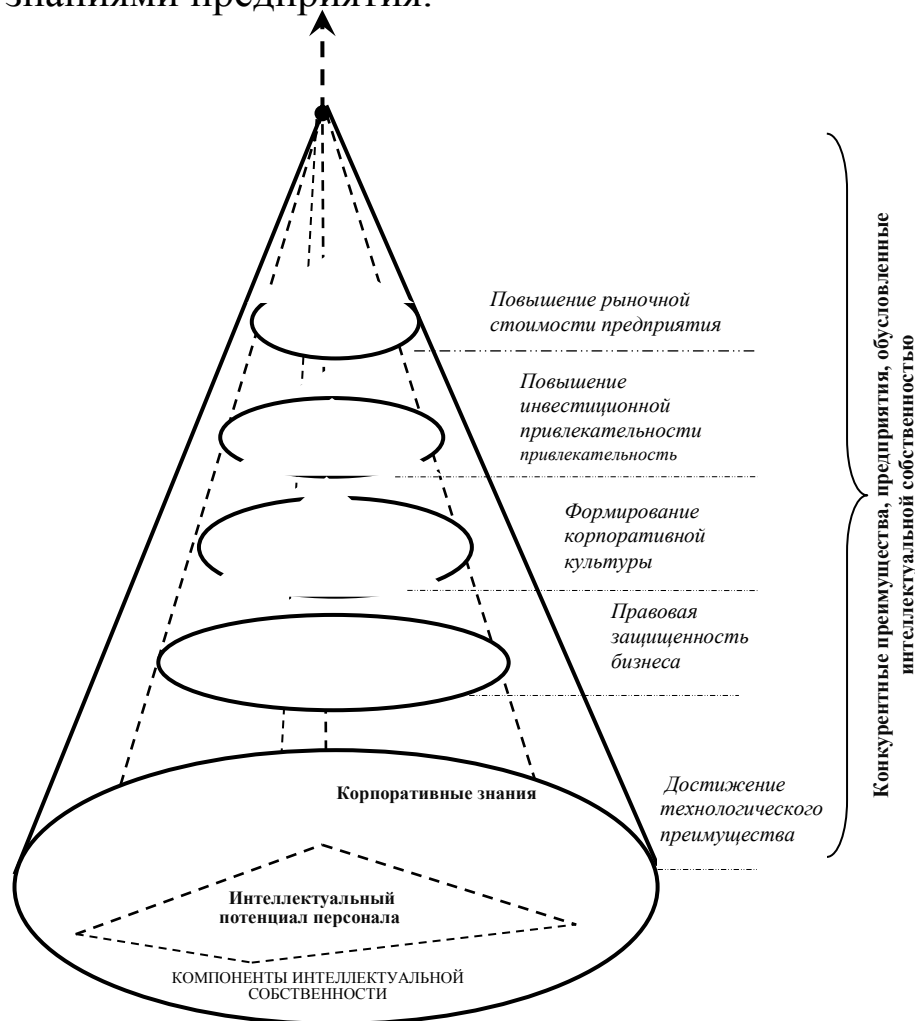 знаниями предприятия.
Повышение рыночной
стоимости предприятия
Повышение
инвестиционной
привлекательности
привлекательность
Формирование
корпоративной
культуры
Правовая
защищенность
бизнеса
Достижение
технологического
преимущества
Конкурентные преимущества, предприятия, обусловленные
интеллектуальной собственностью
Корпоративные знания
Интеллектуальный
потенциал персонала
КОМПОНЕНТЫ ИНТЕЛЛЕКТУАЛЬНОЙ
СОБСТВЕННОСТИ